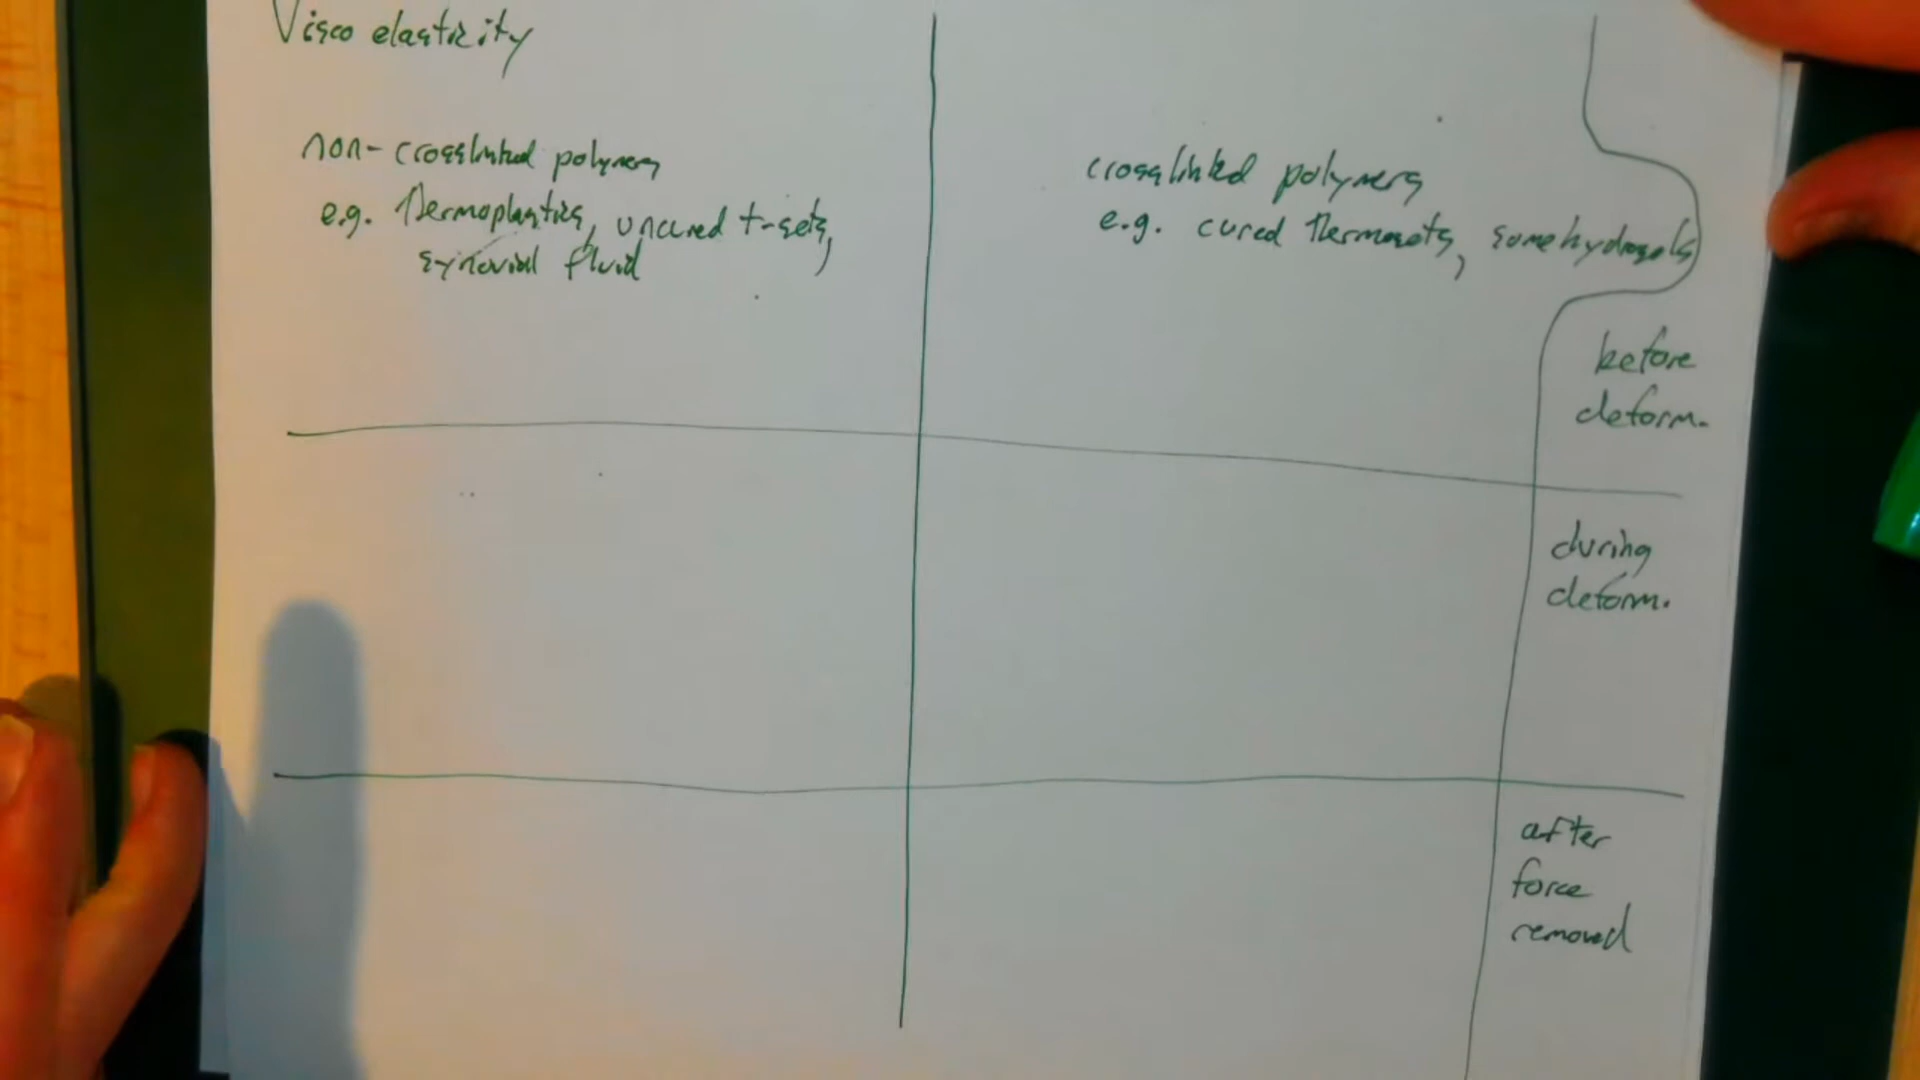 Visco elasticity
non-crosslinked polymers
e.g. thermoplastics, uncured t-sets,
synovial fluid
crosslinked polymers
e.g. cured thermosets, some hydrogels
before
deform.
during
deform.
after
force
removed